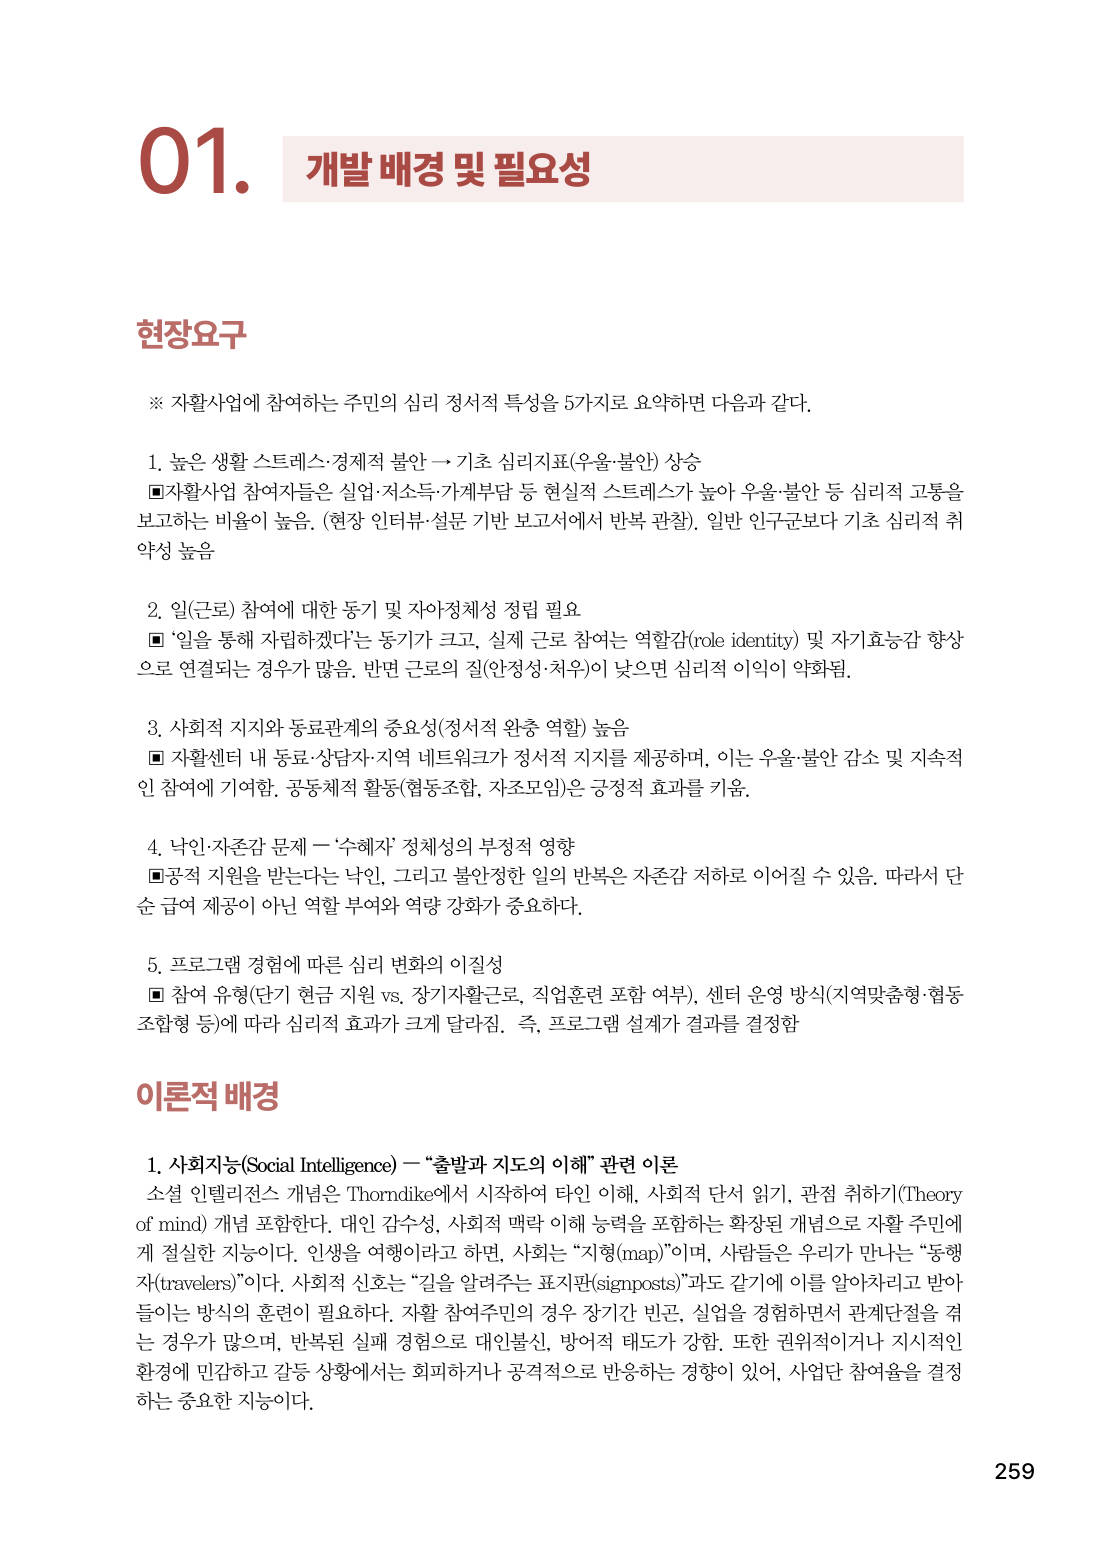 01.
개발 배경 및 필요성
현장요구
※ 자활사업에 참여하는 주민의 심리 정서적 특성을 5가지로 요약하면 다음과 같다.
1. 높은 생활 스트레스·경제적 불안 → 기초 심리지표(우울·불안) 상승
▣자활사업 참여자들은 실업·저소득·가계부담 등 현실적 스트레스가 높아 우울·불안 등 심리적 고통을
보고하는 비율이 높음. (현장 인터뷰·설문 기반 보고서에서 반복 관찰). 일반 인구군보다 기초 심리적 취
약성 높음
2. 일(근로) 참여에 대한 동기 및 자아정체성 정립 필요
▣ ‘일을 통해 자립하겠다’는 동기가 크고, 실제 근로 참여는 역할감(role identity) 및 자기효능감 향상
으로 연결되는 경우가 많음. 반면 근로의 질(안정성·처우)이 낮으면 심리적 이익이 약화됨.
3. 사회적 지지와 동료관계의 중요성(정서적 완충 역할) 높음
▣ 자활센터 내 동료·상담자·지역 네트워크가 정서적 지지를 제공하며, 이는 우울·불안 감소 및 지속적
인 참여에 기여함. 공동체적 활동(협동조합, 자조모임)은 긍정적 효과를 키움.
4. 낙인·자존감 문제 — ‘수혜자’ 정체성의 부정적 영향
▣공적 지원을 받는다는 낙인, 그리고 불안정한 일의 반복은 자존감 저하로 이어질 수 있음. 따라서 단
순 급여 제공이 아닌 역할 부여와 역량 강화가 중요하다.
5. 프로그램 경험에 따른 심리 변화의 이질성
▣ 참여 유형(단기 현금 지원 vs. 장기자활근로, 직업훈련 포함 여부), 센터 운영 방식(지역맞춤형·협동
조합형 등)에 따라 심리적 효과가 크게 달라짐. 즉, 프로그램 설계가 결과를 결정함
이론적 배경
1. 사회지능(Social Intelligence) — “출발과 지도의 이해” 관련 이론
소셜 인텔리전스 개념은 Thorndike에서 시작하여 타인 이해, 사회적 단서 읽기, 관점 취하기(Theory
of mind) 개념 포함한다. 대인 감수성, 사회적 맥락 이해 능력을 포함하는 확장된 개념으로 자활 주민에
게 절실한 지능이다. 인생을 여행이라고 하면, 사회는 “지형(map)”이며, 사람들은 우리가 만나는 “동행
자(travelers)”이다. 사회적 신호는 “길을 알려주는 표지판(signposts)”과도 같기에 이를 알아차리고 받아
들이는 방식의 훈련이 필요하다. 자활 참여주민의 경우 장기간 빈곤, 실업을 경험하면서 관계단절을 겪
는 경우가 많으며, 반복된 실패 경험으로 대인불신, 방어적 태도가 강함. 또한 권위적이거나 지시적인
환경에 민감하고 갈등 상황에서는 회피하거나 공격적으로 반응하는 경향이 있어, 사업단 참여율을 결정
하는 중요한 지능이다.
259